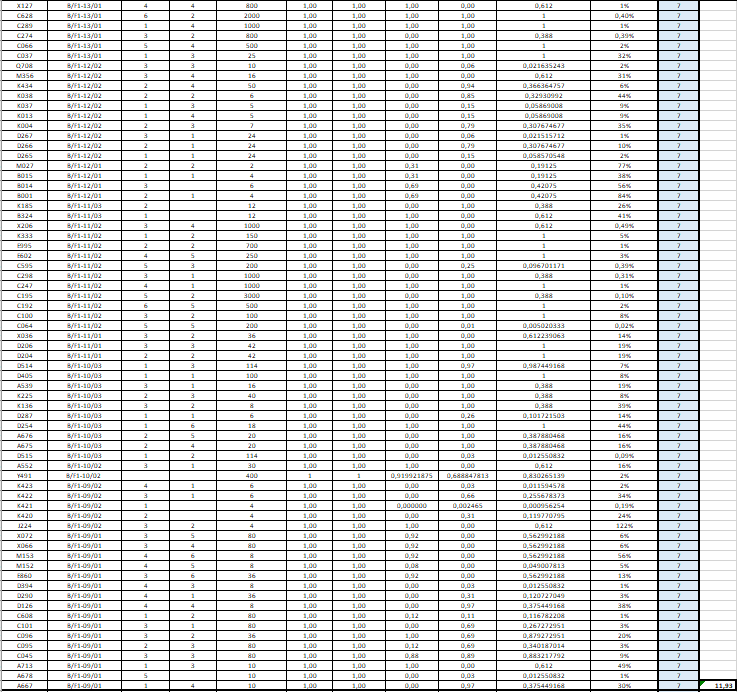 X127 B/F1-13/01 4 4 800 1,00 1,00 1,00 0,00 0,612 1% 7
C628 B/F1-13/01 6 2 2000 1,00 1,00 0,00 1,00 1 0,40% 7
C289 B/F1-13/01 1 4 1000 1,00 1,00 0,00 1,00 1 1% 7
C274 B/F1-13/01 3 2 800 1,00 1,00 0,00 1,00 0,388 0,39% 7
C066 B/F1-13/01 5 4 500 1,00 1,00 0,00 1,00 1 2% 7
C037 B/F1-13/01 1 3 25 1,00 1,00 0,00 1,00 1 32% 7
Q708 B/F1-12/02 3 3 10 1,00 1,00 0,00 0,06 0,021635243 2% 7
M356 B/F1-12/02 3 4 16 1,00 1,00 1,00 0,00 0,612 31% 7
K434 B/F1-12/02 2 4 50 1,00 1,00 0,00 0,94 0,366364757 6% 7
K038 B/F1-12/02 2 2 6 1,00 1,00 0,00 0,85 0,32930992 44% 7
K037 B/F1-12/02 1 3 5 1,00 1,00 0,00 0,15 0,05869008 9% 7
K013 B/F1-12/02 1 4 5 1,00 1,00 0,00 0,15 0,05869008 9% 7
K004 B/F1-12/02 2 3 7 1,00 1,00 0,00 0,79 0,307674677 35% 7
D267 B/F1-12/02 3 1 24 1,00 1,00 0,00 0,06 0,021515712 1% 7
D266 B/F1-12/02 2 1 24 1,00 1,00 0,00 0,79 0,307674677 10% 7
D265 B/F1-12/02 1 1 24 1,00 1,00 0,00 0,15 0,058570548 2% 7
M027 B/F1-12/01 2 2 2 1,00 1,00 0,31 0,00 0,19125 77% 7
B015 B/F1-12/01 1 1 4 1,00 1,00 0,31 0,00 0,19125 38% 7
B014 B/F1-12/01 3 6 1,00 1,00 0,69 0,00 0,42075 56% 7
B001 B/F1-12/01 2 1 4 1,00 1,00 0,69 0,00 0,42075 84% 7
K185 B/F1-11/03 2 12 1,00 1,00 0,00 1,00 0,388 26% 7
B324 B/F1-11/03 1 12 1,00 1,00 1,00 0,00 0,612 41% 7
X206 B/F1-11/02 3 4 1000 1,00 1,00 1,00 0,00 0,612 0,49% 7
K333 B/F1-11/02 1 2 150 1,00 1,00 1,00 1,00 1 5% 7
E995 B/F1-11/02 2 2 700 1,00 1,00 1,00 1,00 1 1% 7
E602 B/F1-11/02 4 5 250 1,00 1,00 1,00 1,00 1 3% 7
C595 B/F1-11/02 5 3 200 1,00 1,00 0,00 0,25 0,096701171 0,39% 7
C298 B/F1-11/02 3 1 1000 1,00 1,00 0,00 1,00 0,388 0,31% 7
C247 B/F1-11/02 4 1 1000 1,00 1,00 1,00 1,00 1 1% 7
C195 B/F1-11/02 5 2 3000 1,00 1,00 0,00 1,00 0,388 0,10% 7
C192 B/F1-11/02 6 5 500 1,00 1,00 1,00 1,00 1 2% 7
C100 B/F1-11/02 3 2 100 1,00 1,00 0,00 1,00 1 8% 7
C064 B/F1-11/02 5 5 200 1,00 1,00 0,00 0,01 0,005020333 0,02% 7
X036 B/F1-11/01 3 2 36 1,00 1,00 1,00 0,00 0,612239063 14% 7
D206 B/F1-11/01 3 3 42 1,00 1,00 1,00 1,00 1 19% 7
D204 B/F1-11/01 2 2 42 1,00 1,00 1,00 1,00 1 19% 7
D514 B/F1-10/03 1 3 114 1,00 1,00 1,00 0,97 0,987449168 7% 7
D405 B/F1-10/03 1 1 100 1,00 1,00 1,00 1,00 1 8% 7
A539 B/F1-10/03 3 1 16 1,00 1,00 0,00 1,00 0,388 19% 7
K225 B/F1-10/03 2 3 40 1,00 1,00 0,00 1,00 0,388 8% 7
K136 B/F1-10/03 3 2 8 1,00 1,00 0,00 1,00 0,388 39% 7
D287 B/F1-10/03 1 1 6 1,00 1,00 0,00 0,26 0,101721503 14% 7
D254 B/F1-10/03 1 6 18 1,00 1,00 1,00 1,00 1 44% 7
A676 B/F1-10/03 2 5 20 1,00 1,00 0,00 1,00 0,387880468 16% 7
A675 B/F1-10/03 2 4 20 1,00 1,00 0,00 1,00 0,387880468 16% 7
D515 B/F1-10/02 1 2 114 1,00 1,00 0,00 0,03 0,012550832 0,09% 7
A552 B/F1-10/02 3 1 30 1,00 1,00 1,00 0,00 0,612 16% 7
Y491 B/F1-10/02 400 1 1 0,919921875 0,688847813 0,830265139 2% 7
K423 B/F1-09/02 4 1 6 1,00 1,00 0,00 0,03 0,011594578 2% 7
K422 B/F1-09/02 3 1 6 1,00 1,00 0,00 0,66 0,255678373 34% 7
K421 B/F1-09/02 1 4 1,00 1,00 0,000000 0,002465 0,000956254 0,19% 7
K420 B/F1-09/02 2 4 1,00 1,00 0,00 0,31 0,119770795 24% 7
J224 B/F1-09/02 3 2 4 1,00 1,00 1,00 0,00 0,612 122% 7
X072 B/F1-09/01 3 5 80 1,00 1,00 0,92 0,00 0,562992188 6% 7
X066 B/F1-09/01 3 4 80 1,00 1,00 0,92 0,00 0,562992188 6% 7
M153 B/F1-09/01 4 6 8 1,00 1,00 0,92 0,00 0,562992188 56% 7
M152 B/F1-09/01 4 5 8 1,00 1,00 0,08 0,00 0,049007813 5% 7
E860 B/F1-09/01 3 6 36 1,00 1,00 0,92 0,00 0,562992188 13% 7
D394 B/F1-09/01 4 3 8 1,00 1,00 0,00 0,03 0,012550832 1% 7
D290 B/F1-09/01 4 1 36 1,00 1,00 0,00 0,31 0,120727049 3% 7
D126 B/F1-09/01 4 4 8 1,00 1,00 0,00 0,97 0,375449168 38% 7
C608 B/F1-09/01 1 2 80 1,00 1,00 0,12 0,11 0,116782208 1% 7
C101 B/F1-09/01 3 1 80 1,00 1,00 0,00 0,69 0,267272951 3% 7
C096 B/F1-09/01 3 2 36 1,00 1,00 1,00 0,69 0,879272951 20% 7
C095 B/F1-09/01 2 3 80 1,00 1,00 0,12 0,69 0,340187014 3% 7
C045 B/F1-09/01 3 3 80 1,00 1,00 0,88 0,89 0,883217792 9% 7
A713 B/F1-09/01 1 3 10 1,00 1,00 1,00 0,00 0,612 49% 7
A678 B/F1-09/01 5 10 1,00 1,00 0,00 0,03 0,012550832 1% 7
A667 B/F1-09/01 1 4 10 1,00 1,00 0,00 0,97 0,375449168 30% 7 11,93